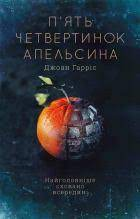 П'ЯТЬ
ЧЕТВЕРТИНОК
АПЕЛЬСИНА
Джоан Гарріс
Найголовніше
сховано
всередині